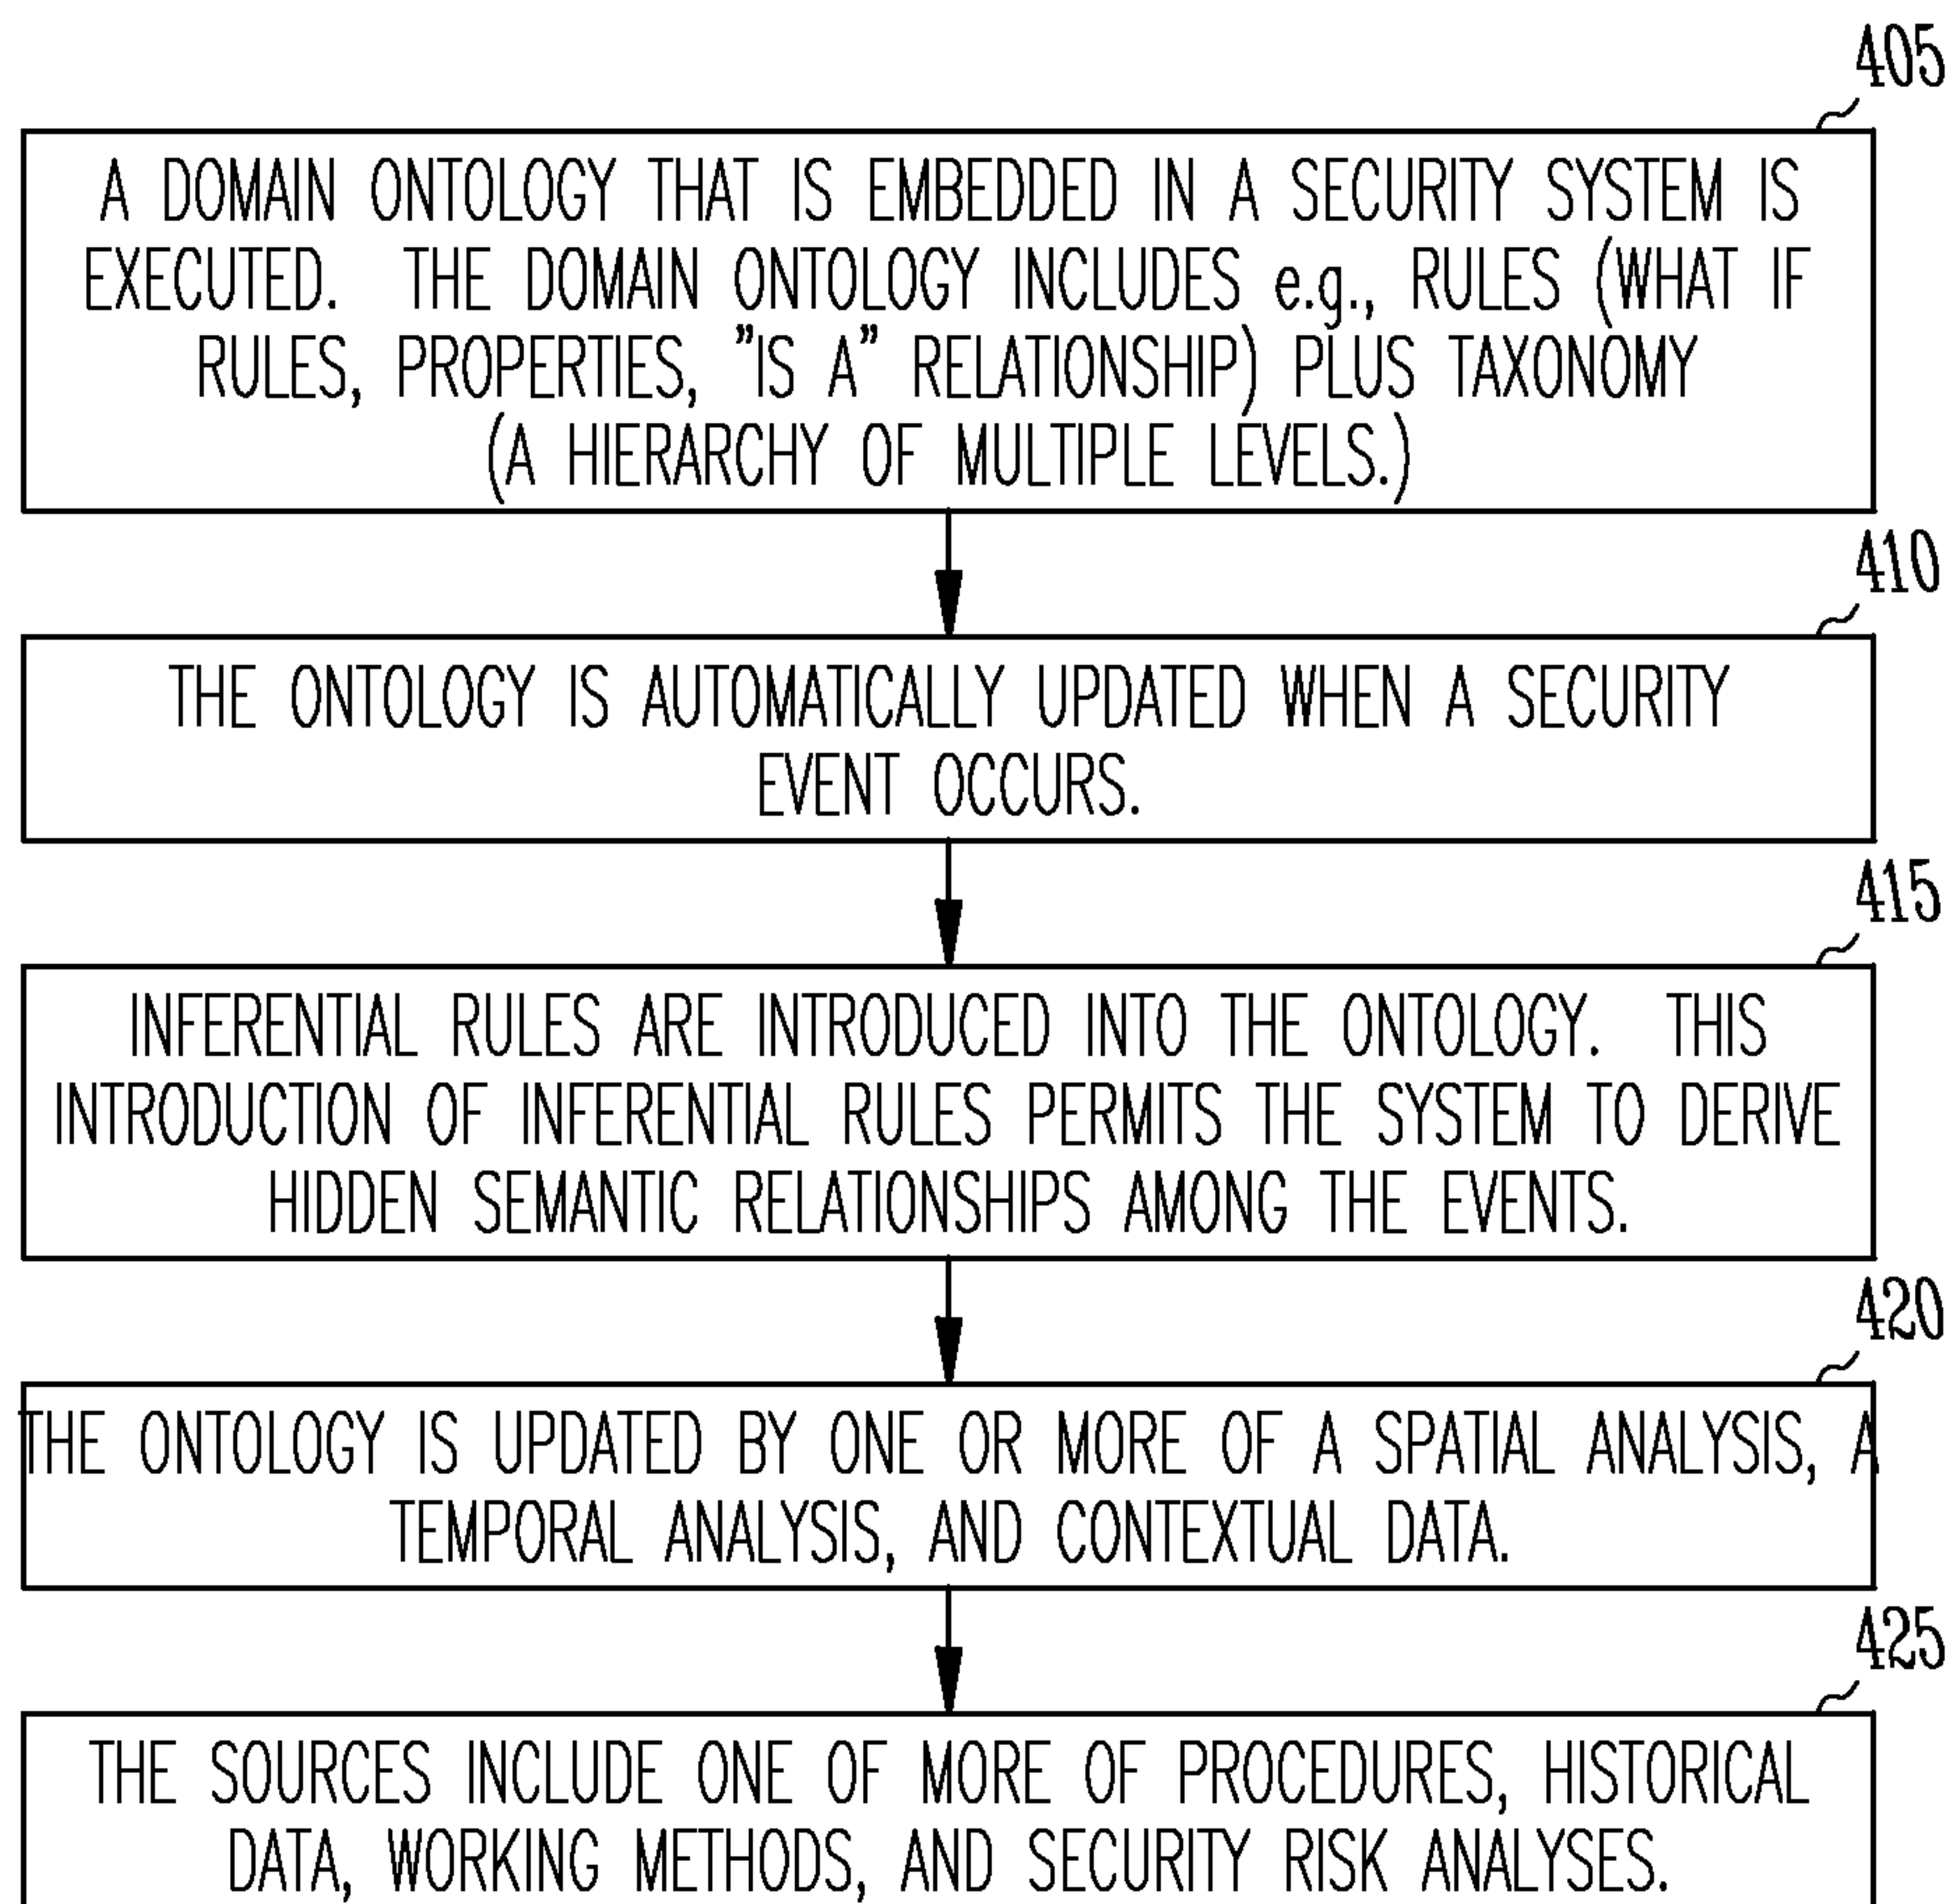 405
A DOMAIN ONTOLOGY THAT IS EMBEDDED IN A SECURITY SYSTEM IS
EXECUTED. THE DOMAIN ONTOLOGY INCLUDES e.g., RULES (WHAT IF
RULES, PROPERTIES, ”IS A” RELATIONSHIP) PLUS TAXONOMY
(A HIERARCHY OF MULTIPLE LEVELS.)
410
THE ONTOLOGY IS AUTOMATICALLY UPDATED WHEN A SECURITY
EVENT OCCURS.
415
INFERENTIAL RULES ARE INTRODUCED INTO THE ONTOLOGY. THIS
INTRODUCTION OF INFERENTIAL RULES PERMITS THE SYSTEM TO DERIVE
HIDDEN SEMANTIC RELATIONSHIPS AMONG THE EVENTS.
420
THE ONTOLOGY IS UPDATED BY ONE OR MORE OF A SPATIAL ANALYSIS, A
TEMPORAL ANALYSIS, AND CONTEXTUAL DATA.
425
THE SOURCES INCLUDE ONE OF MORE OF PROCEDURES, HISTORICAL
DATA, WORKING METHODS, AND SECURITY RISK ANALYSES.